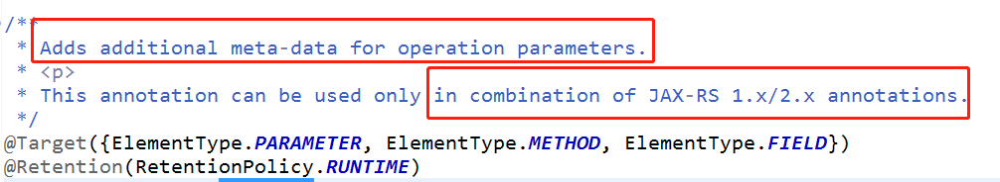 /**
* Adds additional meta-data for operation parameters.
* <p>
* This annotation can be used only in combination of JAX-RS 1.x/2.x annotations.
*/
@Target({ElementType.PARAMETER, ElementType.METHOD, ElementType.FIELD})
@Retention(RetentionPolicy.RUNTIME)